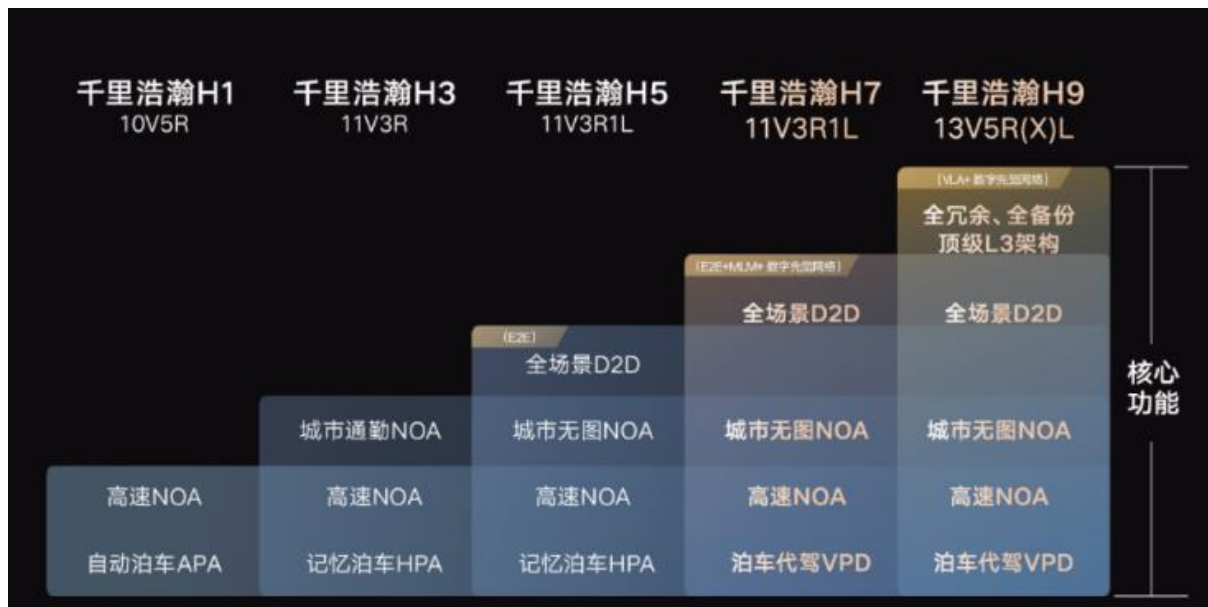 千里浩瀚H1
10V5R
千里浩瀚H3
11V3R
千里浩瀚H5
11V3R1L
千里浩瀚H7
11V3R1L
千里浩瀚H9
13V5R(X)L
全冗余、全备份
顶级L3架构
全场景D2D
全场景D2D
(E2E)
全场景D2D
城市通勤NOA
城市无图NOA
城市无图NOA
城市无图NOA
高速NOA
高速NOA
高速NOA
高速NOA
高速NOA
自动泊车APA
记忆泊车HPA
记忆泊车HPA
泊车代驾VPD
泊车代驾VPD
核心
功能